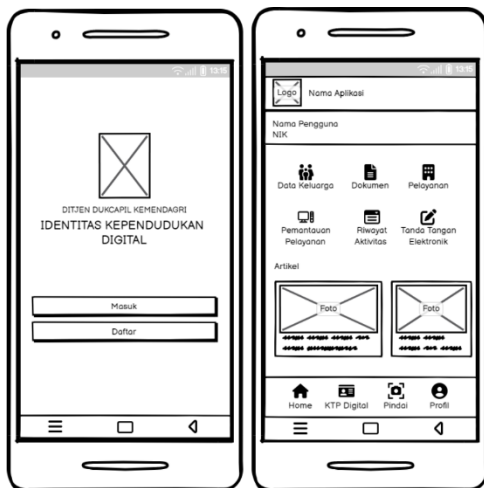 13:15
DITJEN DUKCAPIL KEMENDAGRI
IDENTITAS KEPENDUDUKAN
DIGITAL
Masuk
Daftar
13:15
Logo Nama Aplikasi
Nama Pengguna
NIK
Data Keluarga Dokumen Pelayanan
Pemantauan Riwayat Tanda Tangan
Pelayanan Aktivitas Elektronik
Artikel
Foto Foto
Home KTP Digital Pindai Profil